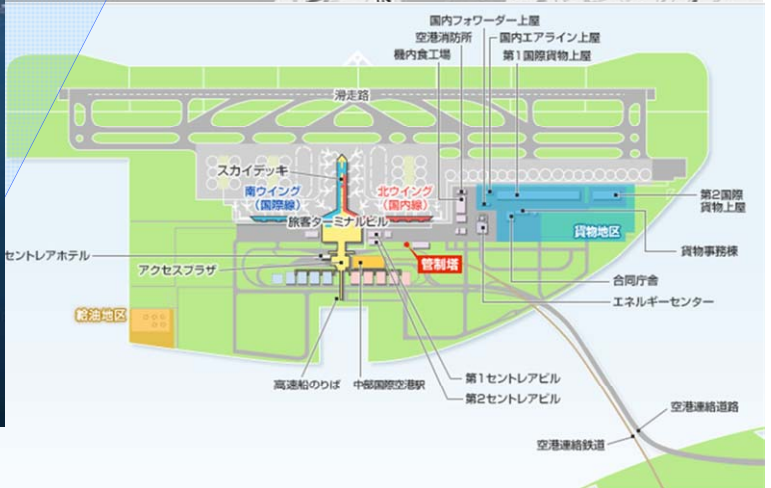 国内フォワーダー上屋
空港消防所
国内エアライン上屋
機内食工場
第1国際貨物上屋
滑走路
スカイデッキ
南ウイング
（国際線）
北ウイング
（国内線）
第2国際
貨物上屋
旅客ターミナルビル
貨物地区
貨物事務棟
セントレアホテル
アクセスプラザ
管制塔
合同庁舎
エネルギーセンター
給油地区
高速船のりば
中部国際空港駅
第1セントレアビル
第2セントレアビル
空港連絡道路
空港連絡鉄道